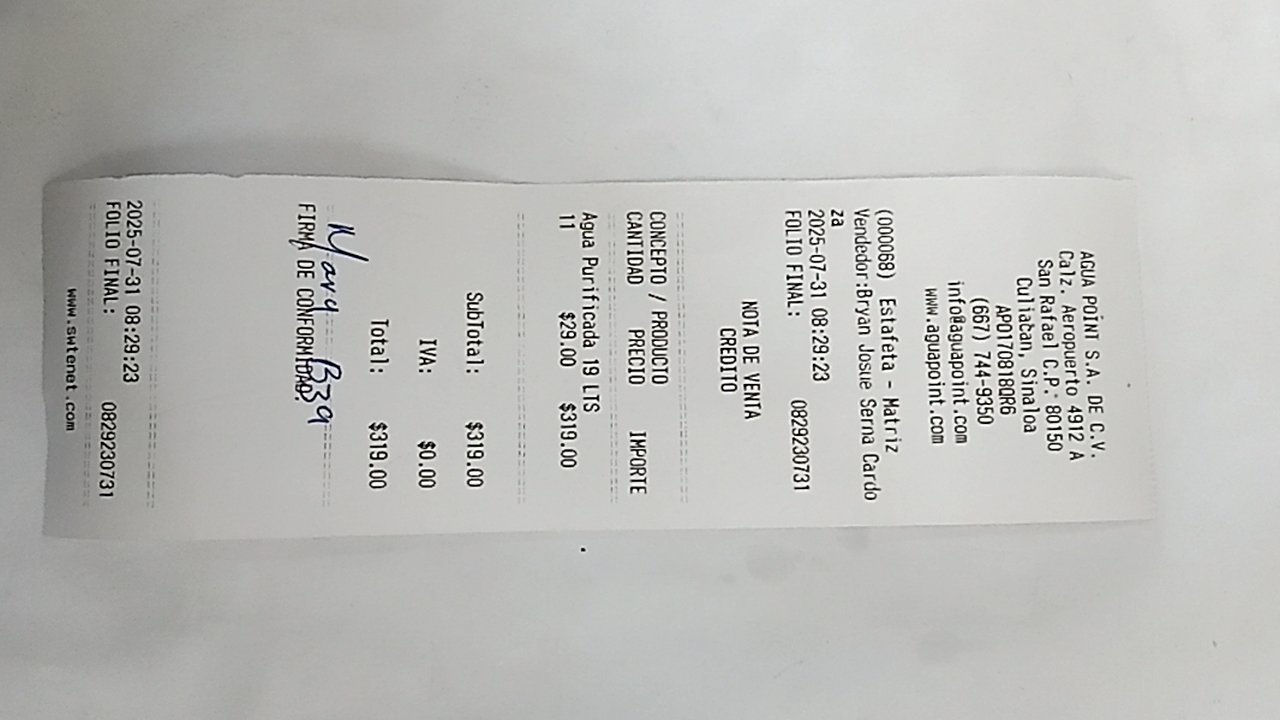 AGUA POINT S.A. DE C.V.
Calz. Aeropuerto 4912 A
San Rafael C.P. 80150
Culiacan, Sinaloa
APO170818QR6
(667) 744-9350
info@aguapoint.com
www.aguapoint.com
(000068) Estafeta - Matriz
Vendedor:Bryan Josue Serna Cardo
za
2025-07-31 08:29:23
FOLIO FINAL: 0829230731
NOTA DE VENTA
CREDITO
CONCEPTO / PRODUCTO
CANTIDAD PRECIO IMPORTE
Agua Purificada 19 LTS
11 $29.00 $319.00
SubTotal: $319.00
IVA: $0.00
Total: $319.00
Mary B39
FIRMA DE CONFORMIDAD
2025-07-31 08:29:23
FOLIO FINAL: 0829230731
www.swtenet.com